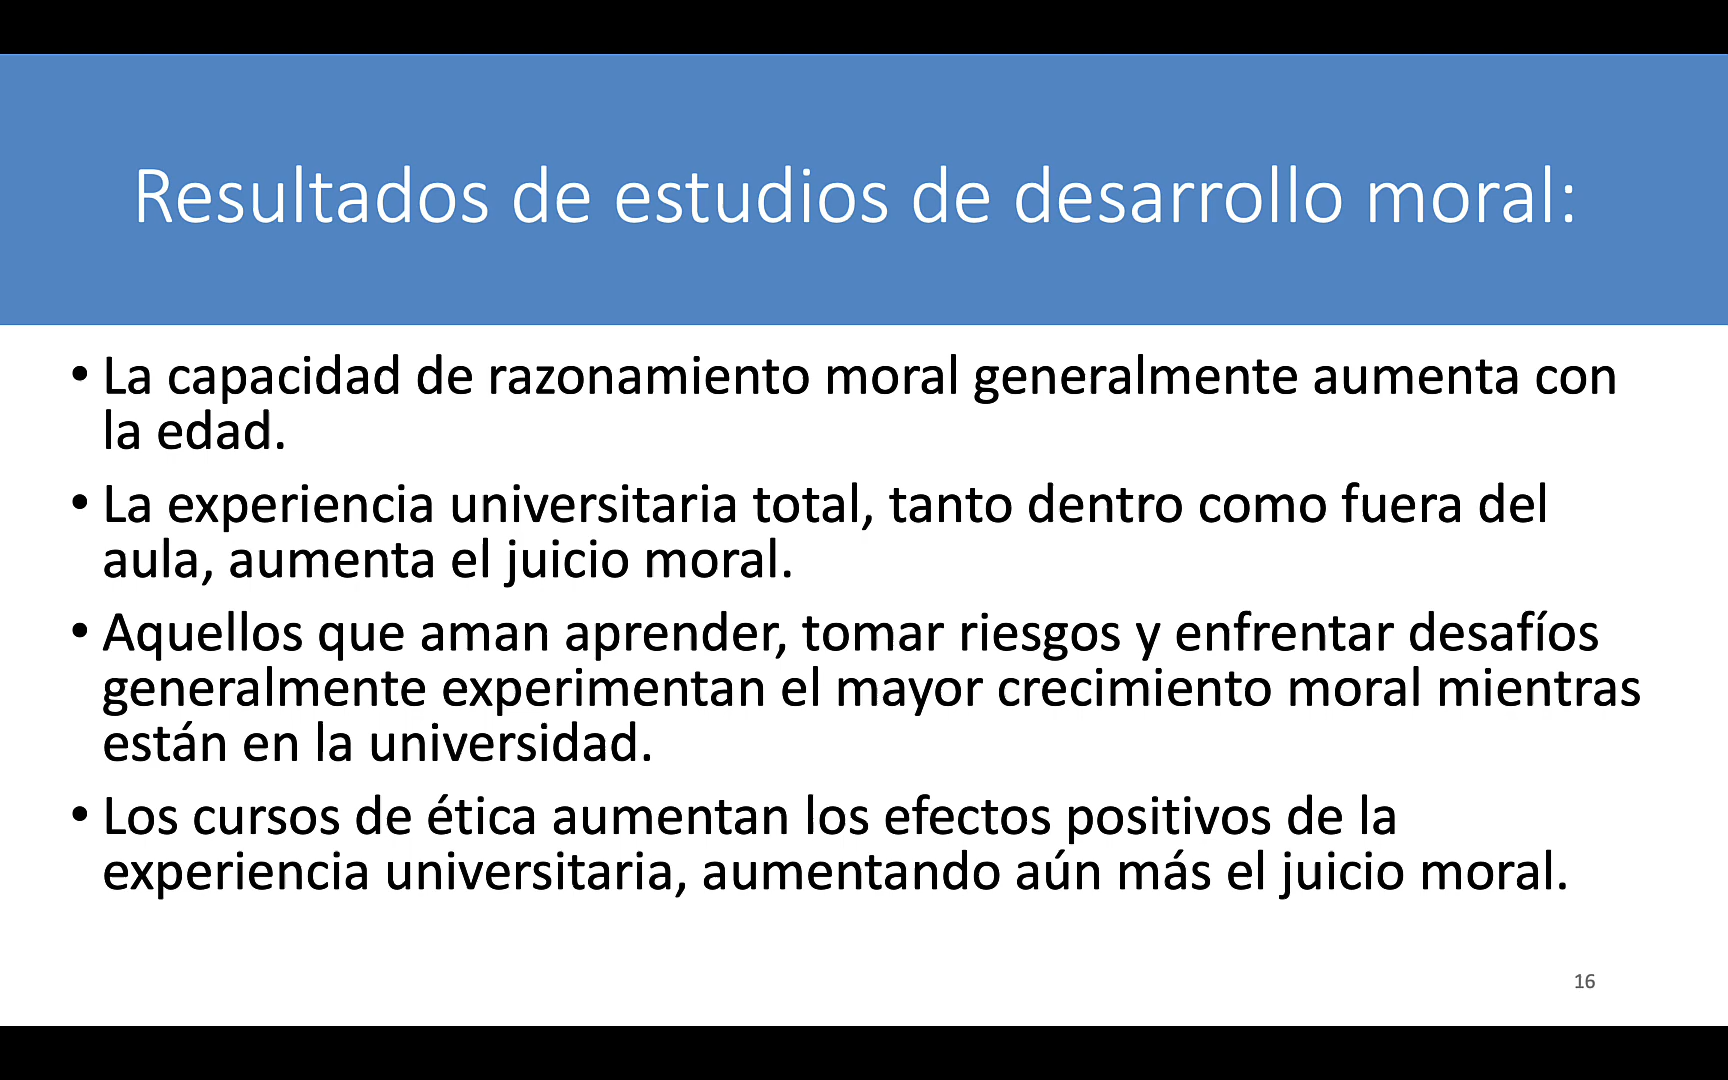 Resultados de estudios de desarrollo moral:
• La capacidad de razonamiento moral generalmente aumenta con
la edad.
• La experiencia universitaria total, tanto dentro como fuera del
aula, aumenta el juicio moral.
• Aquellos que aman aprender, tomar riesgos y enfrentar desafíos
generalmente experimentan el mayor crecimiento moral mientras
están en la universidad.
• Los cursos de ética aumentan los efectos positivos de la
experiencia universitaria, aumentando aún más el juicio moral.
16